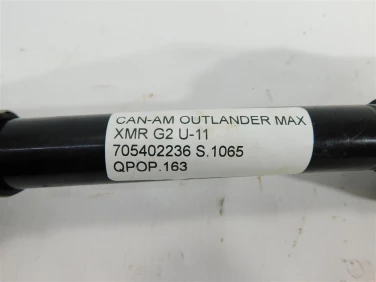 CAN-AM OUTLANDER MAX
XMR G2 U-11
705402236 S.1065
QPOP.163